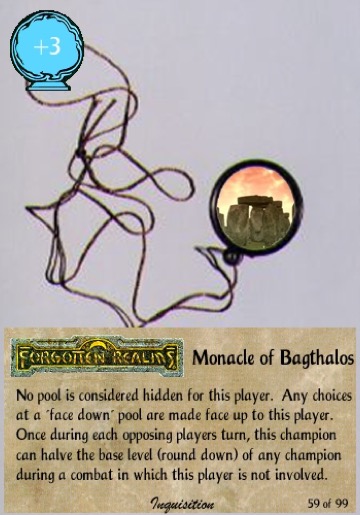 +3
FORGOTTEN REALMS
Monacle of Bagthalos
No pool is considered hidden for this player. Any choices
at a 'face down' pool are made face up to this player.
Once during each opposing players turn, this champion
can halve the base level (round down) of any champion
during a combat in which this player is not involved.
Inquisition
59 of 99